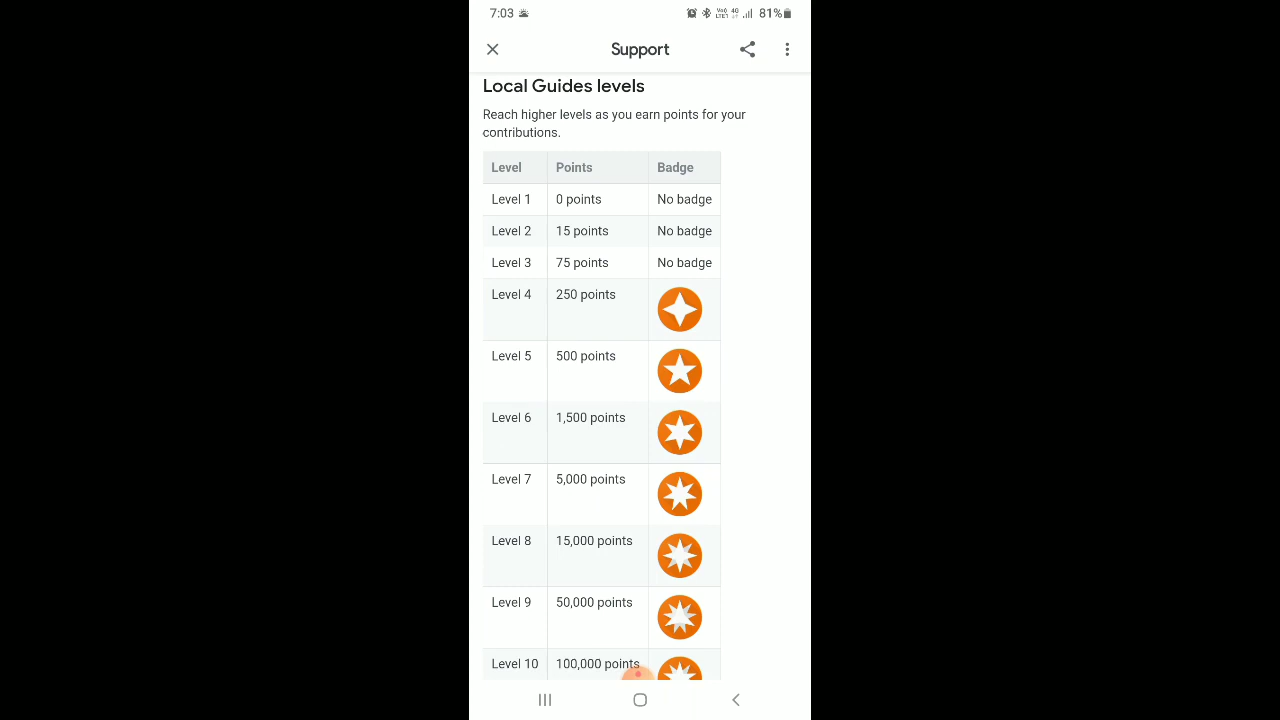 7:03 81%
Support
Local Guides levels
Reach higher levels as you earn points for your
contributions.
Level Points Badge
Level 1 0 points No badge
Level 2 15 points No badge
Level 3 75 points No badge
Level 4 250 points
Level 5 500 points
Level 6 1,500 points
Level 7 5,000 points
Level 8 15,000 points
Level 9 50,000 points
Level 10 100,000 points